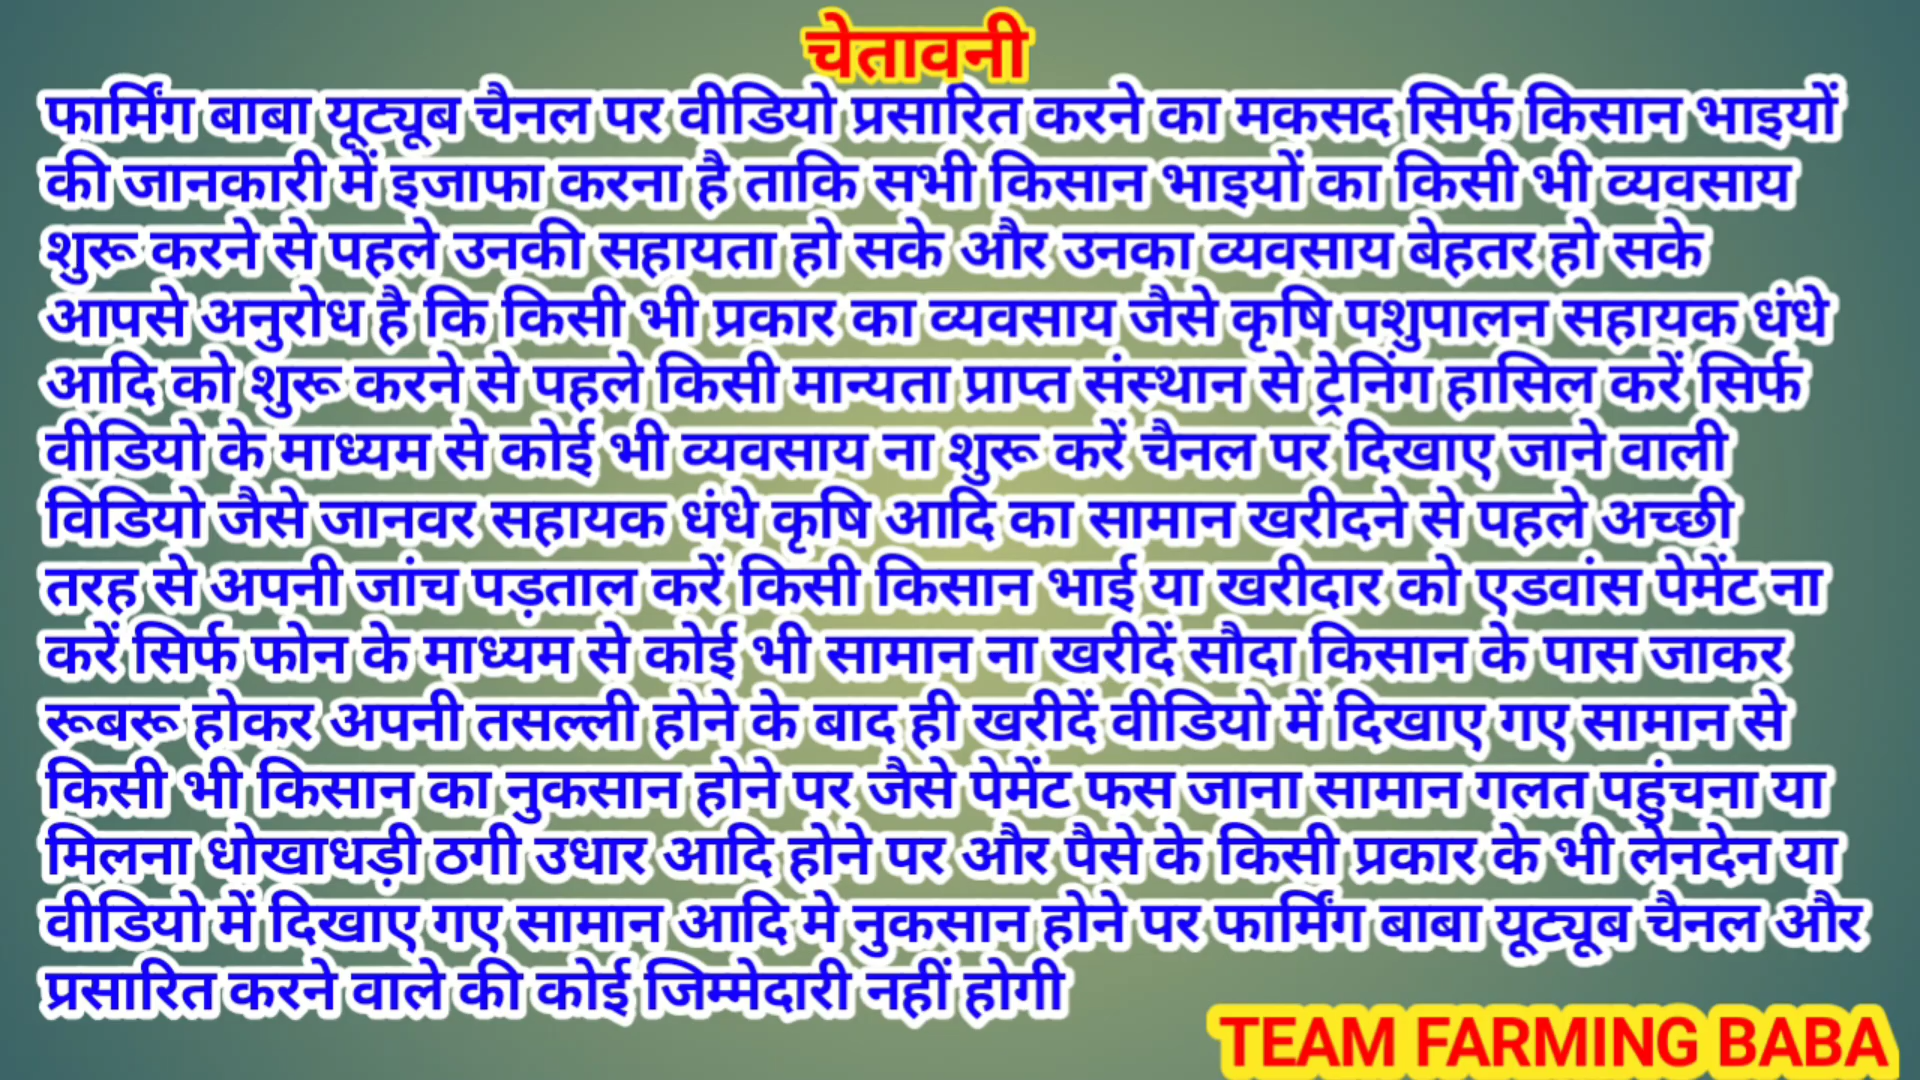 चेतावनी
फार्मिंग बाबा यूट्यूब चैनल पर वीडियो प्रसारित करने का मकसद सिर्फ किसान भाइयों
की जानकारी में इजाफा करना है ताकि सभी किसान भाइयों का किसी भी व्यवसाय
शुरू करने से पहले उनकी सहायता हो सके और उनका व्यवसाय बेहतर हो सके
आपसे अनुरोध है कि किसी भी प्रकार का व्यवसाय जैसे कृषि पशुपालन सहायक धंधे
आदि को शुरू करने से पहले किसी मान्यता प्राप्त संस्थान से ट्रेनिंग हासिल करें सिर्फ
वीडियो के माध्यम से कोई भी व्यवसाय ना शुरू करें चैनल पर दिखाए जाने वाली
विडियो जैसे जानवर सहायक धंधे कृषि आदि का सामान खरीदने से पहले अच्छी
तरह से अपनी जांच पड़ताल करें किसी किसान भाई या खरीदार को एडवांस पेमेंट ना
करें सिर्फ फोन के माध्यम से कोई भी सामान ना खरीदें सौदा किसान के पास जाकर
रूबरू होकर अपनी तसल्ली होने के बाद ही खरीदें वीडियो में दिखाए गए सामान से
किसी भी किसान का नुकसान होने पर जैसे पेमेंट फस जाना सामान गलत पहुंचना या
मिलना धोखाधड़ी ठगी उधार आदि होने पर और पैसे के किसी प्रकार के भी लेनदेन या
वीडियो में दिखाए गए सामान आदि मे नुकसान होने पर फार्मिंग बाबा यूट्यूब चैनल और
प्रसारित करने वाले की कोई जिम्मेदारी नहीं होगी
TEAM FARMING BABA